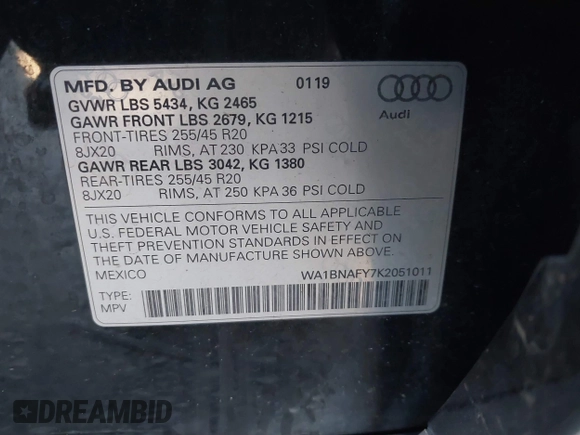 MFD. BY AUDI AG 0119
GVWR LBS 5434, KG 2465
GAWR FRONT LBS 2679, KG 1215
FRONT-TIRES 255/45 R20
8JX20 RIMS, AT 230 KPA 33 PSI COLD
GAWR REAR LBS 3042, KG 1380
REAR-TIRES 255/45 R20
8JX20 RIMS, AT 250 KPA 36 PSI COLD
Audi
THIS VEHICLE CONFORMS TO ALL APPLICABLE
U.S. FEDERAL MOTOR VEHICLE SAFETY AND
THEFT PREVENTION STANDARDS IN EFFECT ON
THE DATE OF MANUFACTURE SHOWN ABOVE.
MEXICO WA1BNAFY7K2051011
TYPE:
MPV
DREAMBID